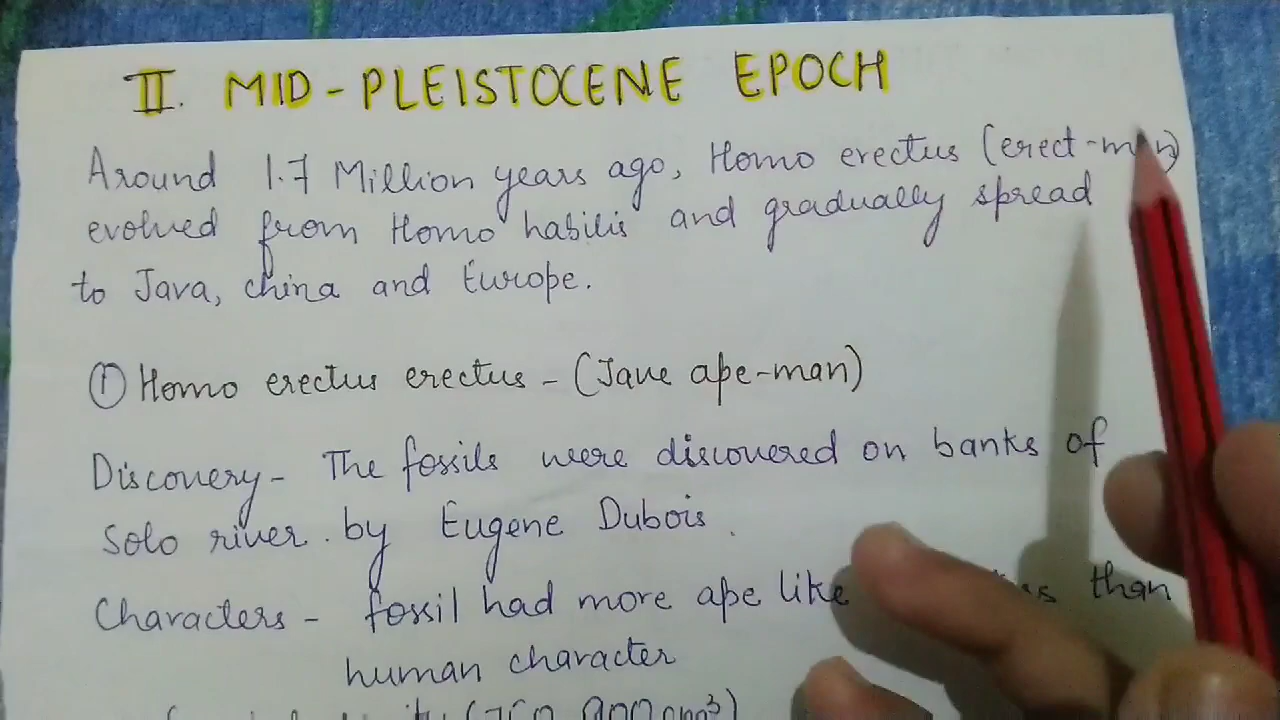 II. MID-PLEISTOCENE EPOCH
Around 1.7 Million years ago, Homo erectus (erect-man)
evolved from Homo habilis and gradually spread
to Java, china and Europe.
① Homo erectus erectus - (Java ape-man)
Discovery - The fossils were discovered on banks of
Solo river. by Eugene Dubois.
Characters - fossil had more ape like than
human character